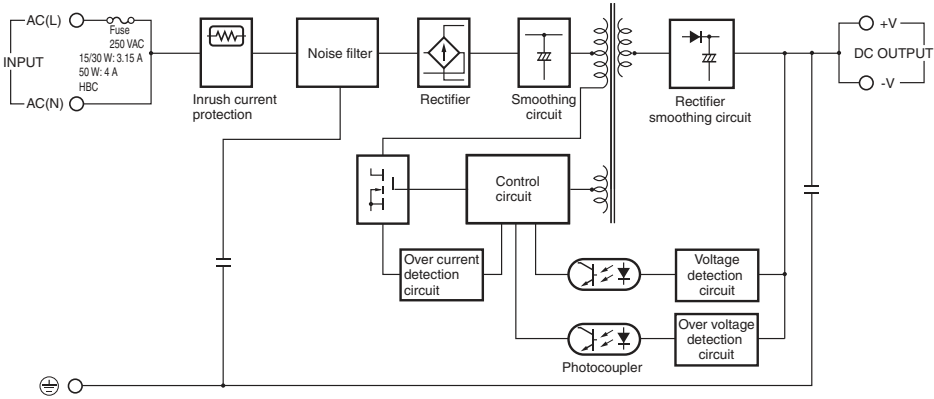 AC(L)
Fuse
250 VAC
15/30 W: 3.15 A
50 W: 4 A
HBC
INPUT
AC(N)
Inrush current
protection
Noise filter
Rectifier
Smoothing
circuit
Rectifier
smoothing circuit
+V
DC OUTPUT
-V
Control
circuit
Over current
detection
circuit
Voltage
detection
circuit
Over voltage
detection
circuit
Photocoupler